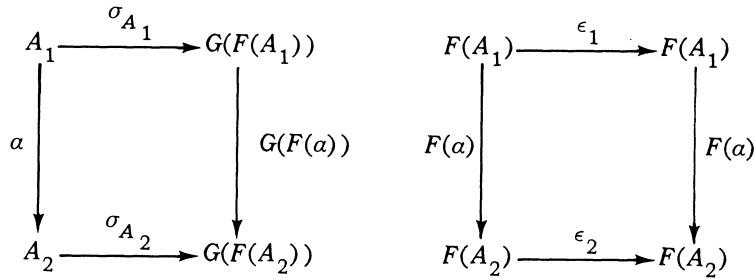 σ_{A_1} ϵ_1
A_1 G(F(A_1)) F(A_1) F(A_1)
α G(F(α)) F(α) F(α)
σ_{A_2} ϵ_2
A_2 G(F(A_2)) F(A_2) F(A_2)